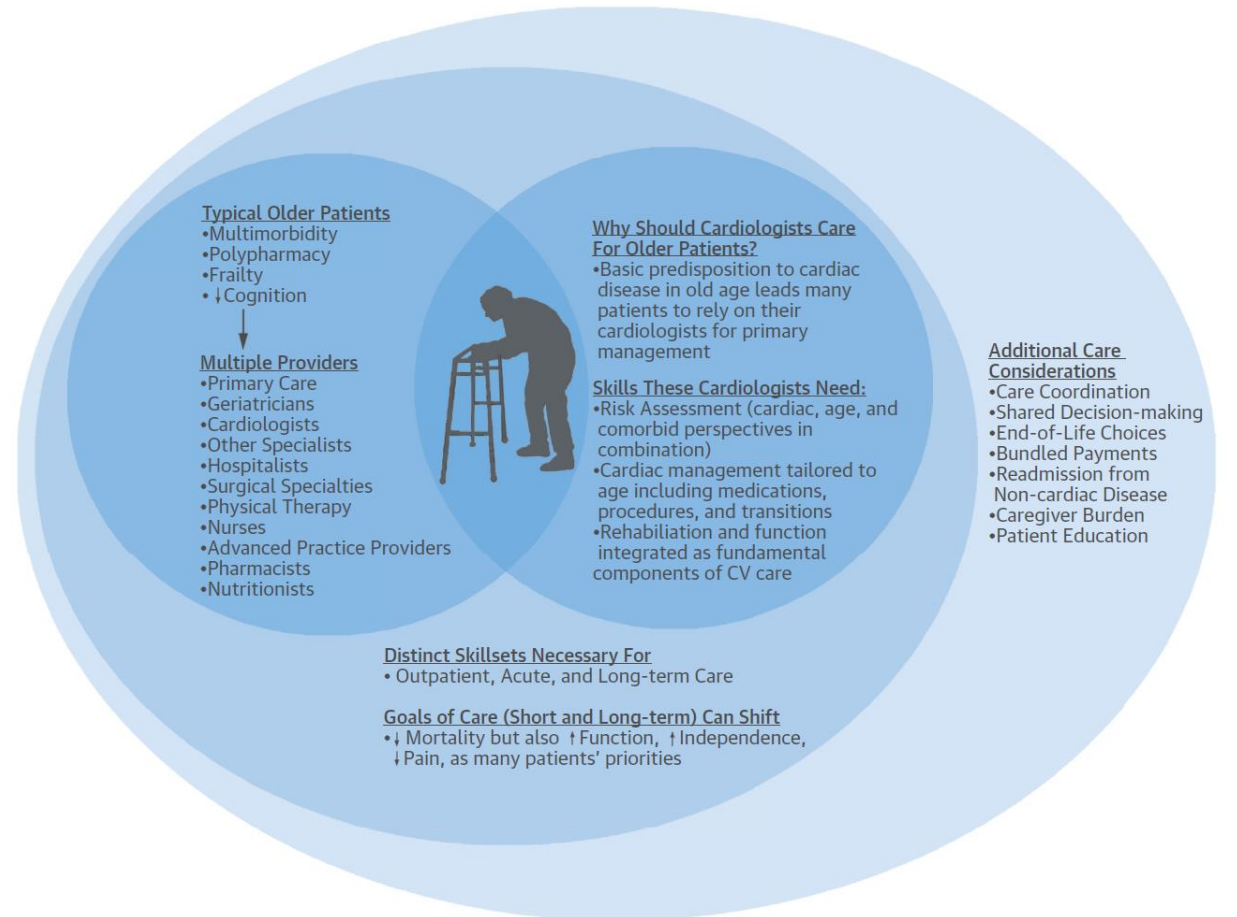 Typical Older Patients
•Multimorbidity
•Polypharmacy
•Frailty
• ↓Cognition
Multiple Providers
•Primary Care
•Geriatricians
•Cardiologists
•Other Specialists
•Hospitalists
•Surgical Specialties
•Physical Therapy
•Nurses
•Advanced Practice Providers
•Pharmacists
•Nutritionists
Why Should Cardiologists Care
For Older Patients?
•Basic predisposition to cardiac
disease in old age leads many
patients to rely on their
cardiologists for primary
management
Skills These Cardiologists Need:
•Risk Assessment (cardiac, age, and
comorbid perspectives in
combination)
•Cardiac management tailored to
age including medications,
procedures, and transitions
•Rehabiliation and function
integrated as fundamental
components of CV care
Distinct Skillsets Necessary For
• Outpatient, Acute, and Long-term Care
Goals of Care (Short and Long-term) Can Shift
•↓ Mortality but also ↑Function, ↑Independence,
↓Pain, as many patients' priorities
Additional Care
Considerations
•Care Coordination
•Shared Decision-making
•End-of-Life Choices
•Bundled Payments
•Readmission from
Non-cardiac Disease
•Caregiver Burden
•Patient Education